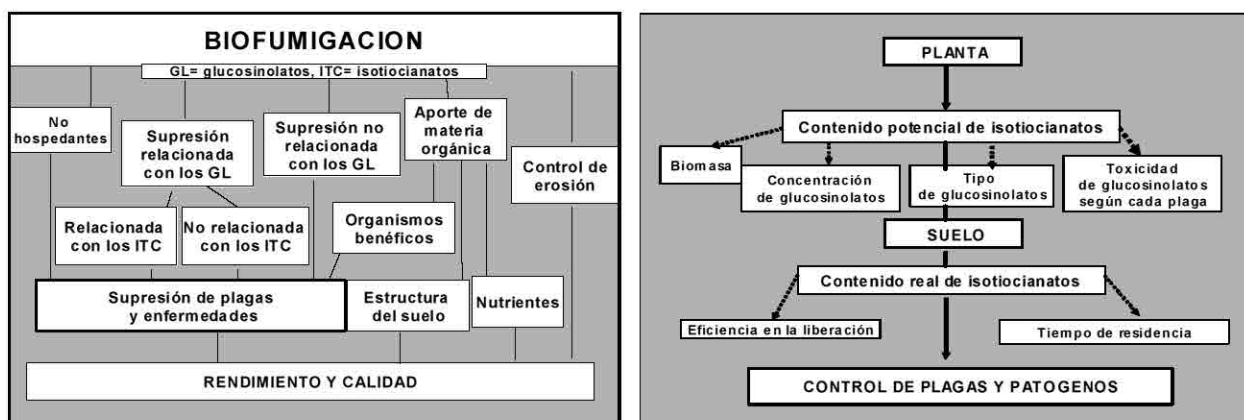 BIOFUMIGACION
GL= glucosinolatos, ITC= isotiocianatos
No
hospedantes
Supresión
relacionada
con los GL
Supresión no
relacionada
con los GL
Aporte de
materia
orgánica
Control de
erosión
Relacionada
con los ITC
No relacionada
con los ITC
Organismos
benéficos
Supresión de plagas
y enfermedades
Estructura
del suelo
Nutrientes
RENDIMIENTO Y CALIDAD
PLANTA
Contenido potencial de isotiocianatos
Biomasa
Concentración
de glucosinolatos
Tipo
de glucosinolatos
Toxicidad
de glucosinolatos
según cada plaga
SUELO
Contenido real de isotiocianatos
Eficiencia en la liberación
Tiempo de residencia
CONTROL DE PLAGAS Y PATOGENOS